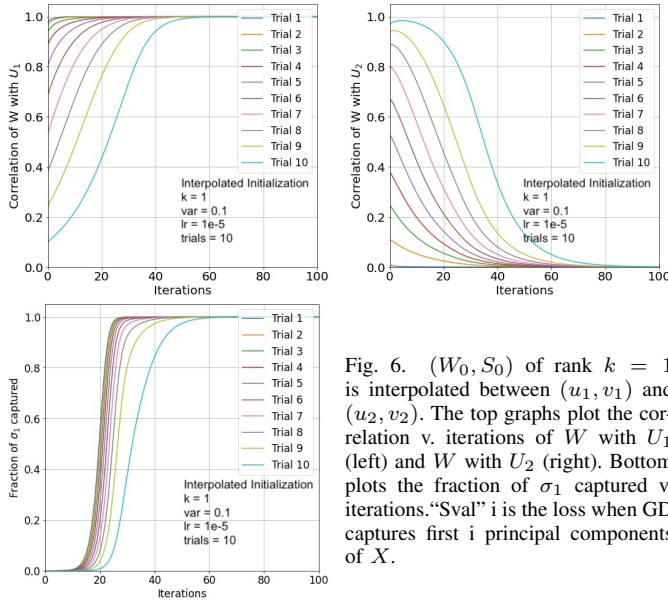 Correlation of W with U1
1.0
0.8
0.6
0.4
0.2
0.0
0 20 40 60 80 100
Iterations
Trial 1
Trial 2
Trial 3
Trial 4
Trial 5
Trial 6
Trial 7
Trial 8
Trial 9
Trial 10
Interpolated Initialization
k = 1
var = 0.1
lr = 1e-5
trials = 10
Correlation of W with U2
1.0
0.8
0.6
0.4
0.2
0.0
0 20 40 60 80 100
Iterations
Trial 1
Trial 2
Trial 3
Trial 4
Trial 5
Trial 6
Trial 7
Trial 8
Trial 9
Trial 10
Interpolated Initialization
k = 1
var = 0.1
lr = 1e-5
trials = 10
Fraction of σ1 captured
1.0
0.8
0.6
0.4
0.2
0.0
0 20 40 60 80 100
Iterations
Trial 1
Trial 2
Trial 3
Trial 4
Trial 5
Trial 6
Trial 7
Trial 8
Trial 9
Trial 10
Interpolated Initialization
k = 1
var = 0.1
lr = 1e-5
trials = 10
Fig. 6. (W0, S0) of rank k = 1
is interpolated between (u1, v1) and
(u2, v2). The top graphs plot the cor-
relation v. iterations of W with U1
(left) and W with U2 (right). Bottom
plots the fraction of σ1 captured v.
iterations.“Sval” i is the loss when GD
captures first i principal components
of X.